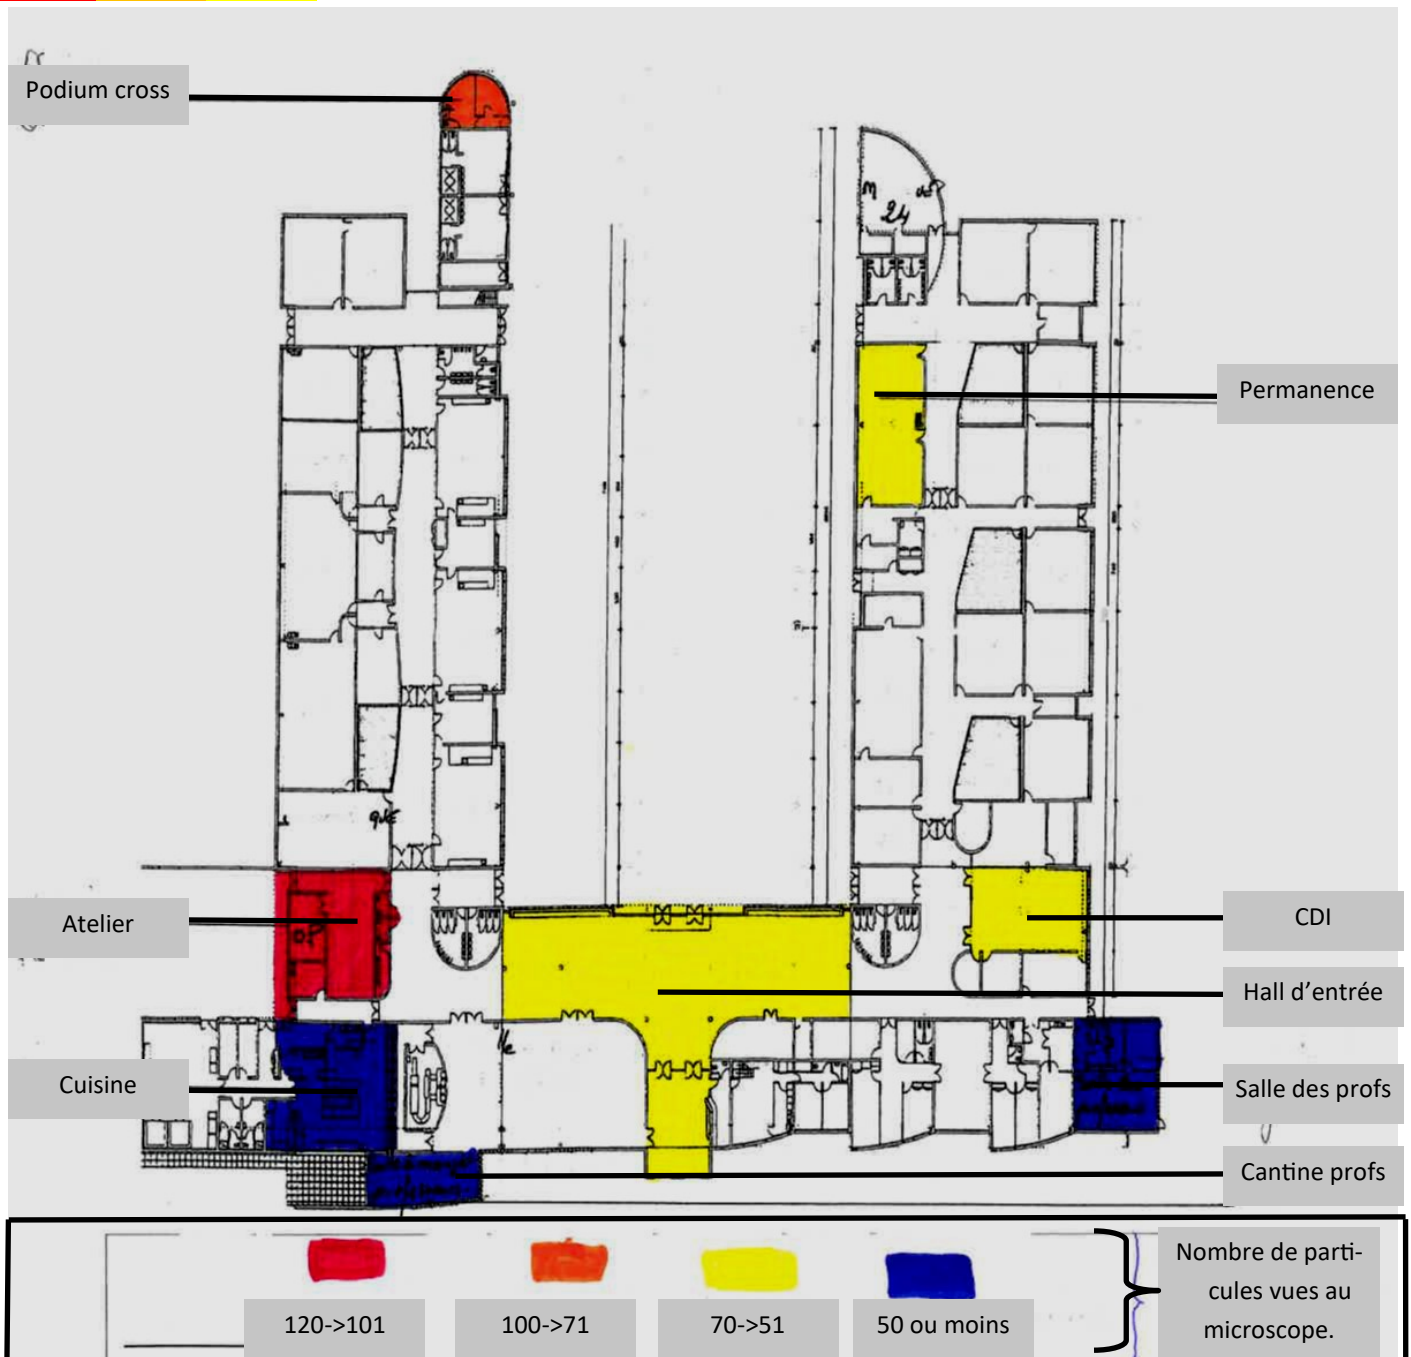 Podium cross
24
Permanence
Atelier
CDI
Hall d'entrée
Cuisine
Salle des profs
Cantine profs
120->101
100->71
70->51
50 ou moins
Nombre de parti-
cules vues au
microscope.